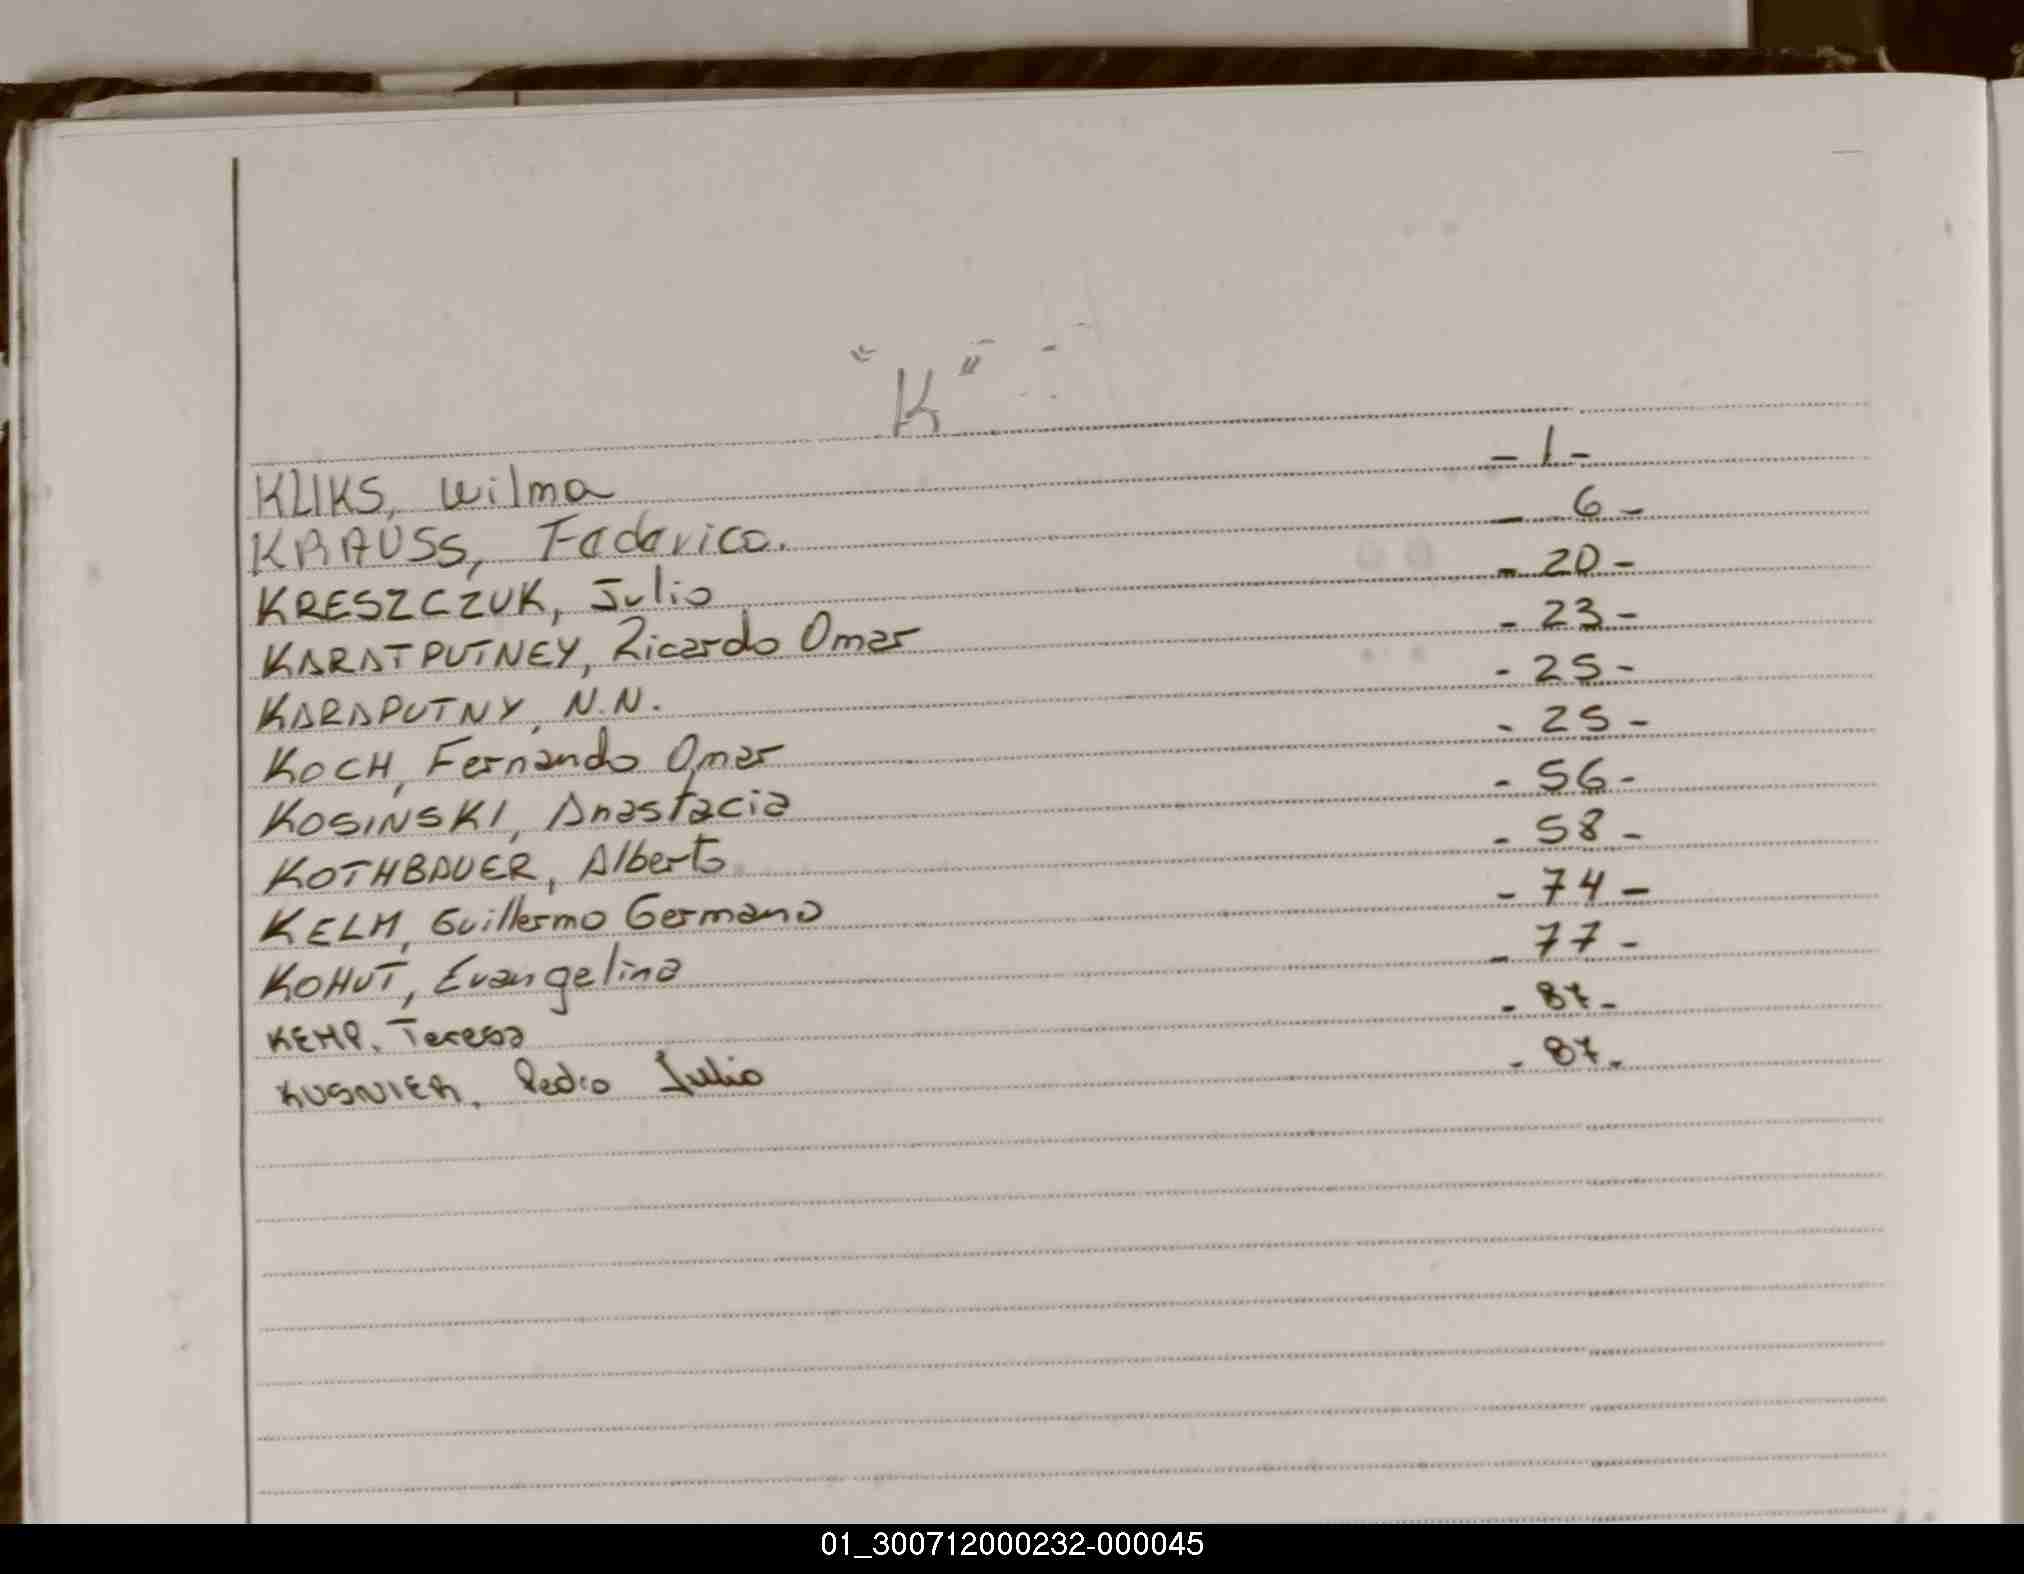 "K" -
KLIKS, Wilma - 1 -
KRAUSS, Federico. - 6 -
KRESZCZUK, Julio - 20 -
KARATPUTNEY, Ricardo Omar - 23 -
KARAPUTNY, N.N. - 25 -
KOCH, Fernando Omar - 25 -
KOSINSKI, Anastacia - 56 -
KOTHBAUER, Alberto - 58 -
KELM, Guillermo Germano - 74 -
KOHUT, Evangelina - 77 -
KEMP. Teresa - 87 -
KUSNIER. Pedro Julio - 87 -
01_300712000232-000045